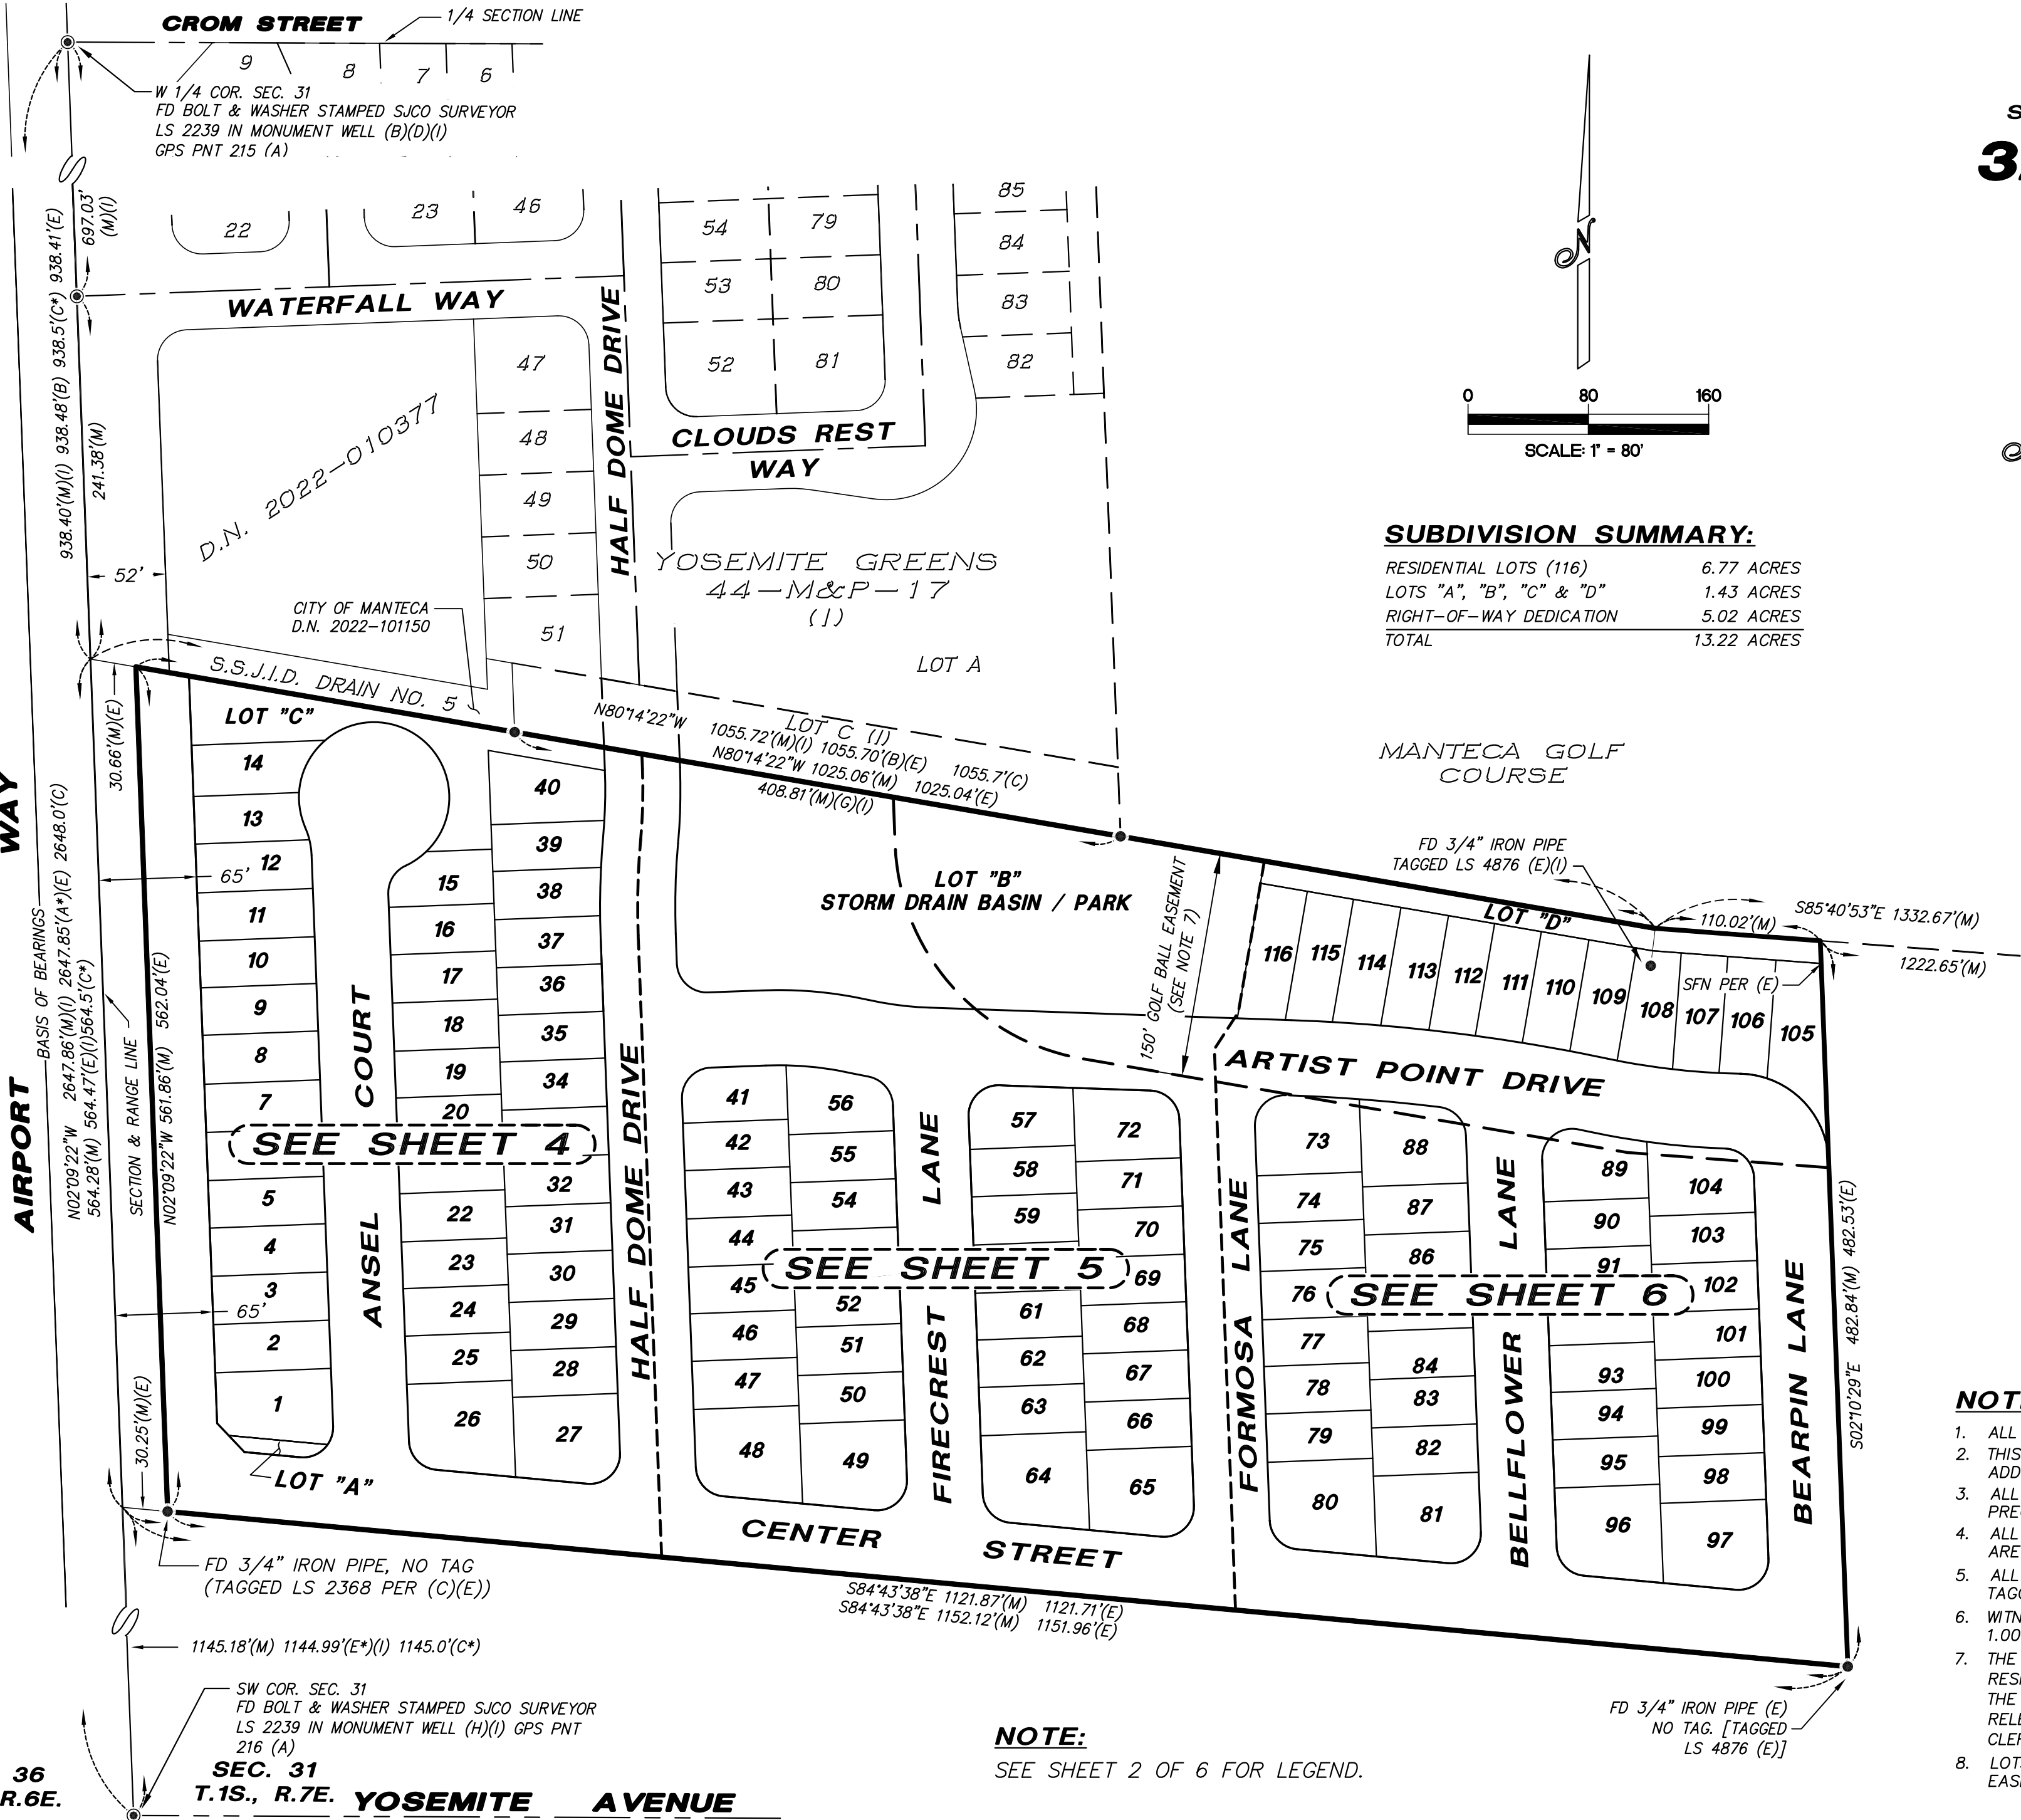 CROM STREET
1/4 SECTION LINE
9
8
7
6
W 1/4 COR. SEC. 31
FD BOLT & WASHER STAMPED SJCO SURVEYOR
LS 2239 IN MONUMENT WELL (B)(D)(I)
GPS PNT 215 (A)
697.03'
(M)(I)
938.40'(M)(I) 938.48'(B) 938.5'(C*) 938.41'(E)
241.38'(M)
22
23
46
WATERFALL WAY
HALF DOME DRIVE
54
79
53
80
52
81
85
84
83
82
CLOUDS REST
WAY
47
48
49
50
51
D.N. 2022-010377
52'
CITY OF MANTECA
D.N. 2022-101150
YOSEMITE GREENS
44-M&P-17
(I)
LOT A
0 80 160
SCALE: 1" = 80'
N
SUBDIVISION SUMMARY:
RESIDENTIAL LOTS (116) 6.77 ACRES
LOTS "A", "B", "C" & "D" 1.43 ACRES
RIGHT-OF-WAY DEDICATION 5.02 ACRES
TOTAL 13.22 ACRES
MANTECA GOLF
COURSE
S.S.J.I.D. DRAIN NO. 5
LOT C (I)
N80°14'22"W 1055.72'(M)(I) 1055.70'(B)(E) 1055.7'(C)
N80°14'22"W 1025.06'(M) 1025.04'(E)
408.81'(M)(G)(I)
30.66'(M)(E)
LOT "C"
14
13
12
11
10
9
8
7
5
4
3
2
1
LOT "A"
65'
65'
ANSEL COURT
15
16
17
18
19
20
22
23
24
25
26
40
39
38
37
36
35
34
32
31
30
29
28
27
SEE SHEET 4
HALF DOME DRIVE
LOT "B"
STORM DRAIN BASIN / PARK
150' GOLF BALL EASEMENT
(SEE NOTE 7)
FD 3/4" IRON PIPE
TAGGED LS 4876 (E)(I)
LOT "D"
110.02'(M)
S85°40'53"E 1332.67'(M)
1222.65'(M)
SFN PER (E)
116
115
114
113
112
111
110
109
108
107
106
105
ARTIST POINT DRIVE
41
42
43
44
45
46
47
48
56
55
54
52
51
50
49
FIRECREST LANE
57
58
59
61
62
63
64
72
71
70
69
68
67
66
65
SEE SHEET 5
FORMOSA LANE
73
74
75
76
77
78
79
80
88
87
86
84
83
82
81
SEE SHEET 6
BELLFLOWER LANE
89
90
91
93
94
95
96
104
103
102
101
100
99
98
97
BEARPIN LANE
S02°10'29"E 482.84'(M) 482.53'(E)
AIRPORT WAY
BASIS OF BEARINGS
N02°09'22"W 2647.86'(M)(I) 2647.85'(A*)(E) 2648.0'(C)
564.28'(M) 564.47'(E)(I)564.5'(C*)
SECTION & RANGE LINE
N02°09'22"W 561.86'(M) 562.04'(E)
30.25'(M)(E)
CENTER STREET
S84°43'38"E 1121.87'(M) 1121.71'(E)
S84°43'38"E 1152.12'(M) 1151.96'(E)
FD 3/4" IRON PIPE, NO TAG
(TAGGED LS 2368 PER (C)(E))
1145.18'(M) 1144.99'(E*)(I) 1145.0'(C*)
SW COR. SEC. 31
FD BOLT & WASHER STAMPED SJCO SURVEYOR
LS 2239 IN MONUMENT WELL (H)(I) GPS PNT
216 (A)
36
R.6E.
SEC. 31
T.1S., R.7E.
YOSEMITE AVENUE
NOTE:
SEE SHEET 2 OF 6 FOR LEGEND.
FD 3/4" IRON PIPE (E)
NO TAG. [TAGGED
LS 4876 (E)]
1. ALL
2. THIS
3. ALL
4. ALL
ARE
5. ALL
6.
1.00
7. THE
THE
8.